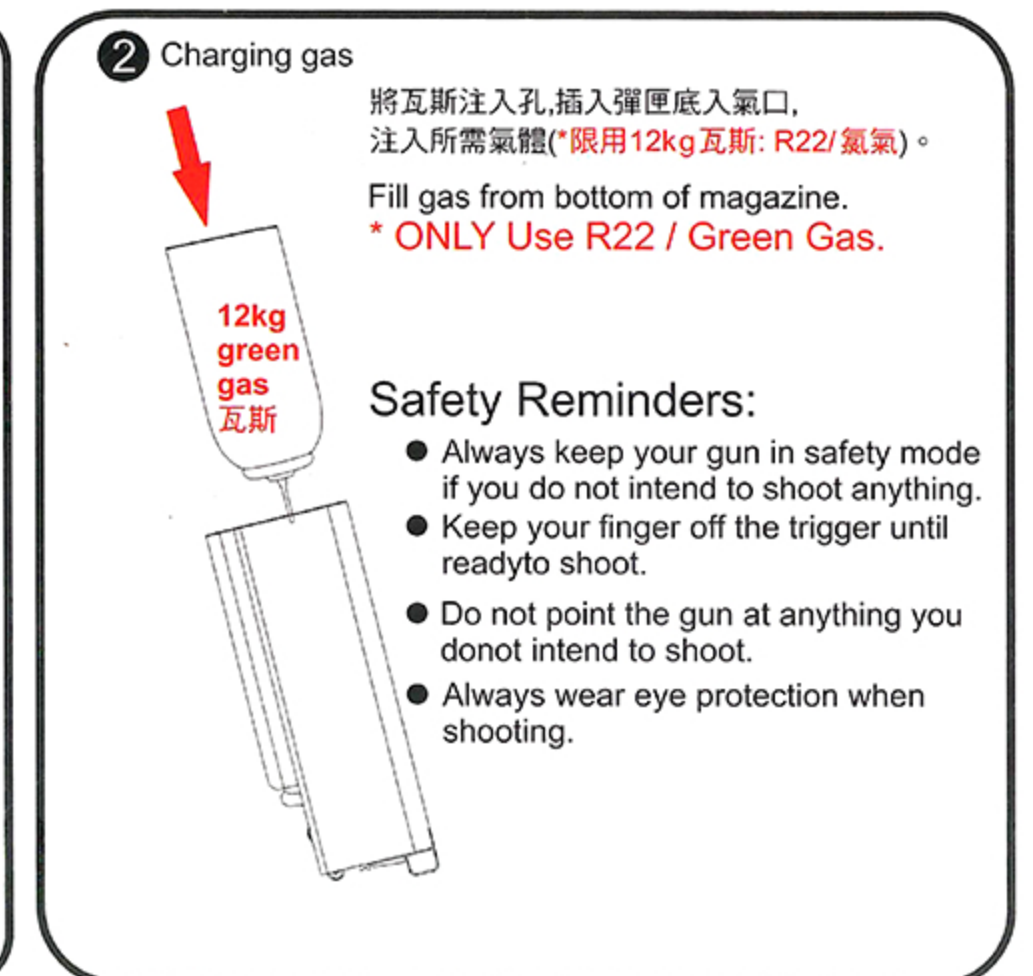 2 Charging gas
將瓦斯注入孔,插入彈匣底入氣口,
注入所需氣體(*限用12kg瓦斯: R22/氯氣)。
Fill gas from bottom of magazine.
* ONLY Use R22 / Green Gas.
12kg
green
gas
瓦斯
Safety Reminders:
● Always keep your gun in safety mode
if you do not intend to shoot anything.
● Keep your finger off the trigger until
readyto shoot.
● Do not point the gun at anything you
donot intend to shoot.
● Always wear eye protection when
shooting.